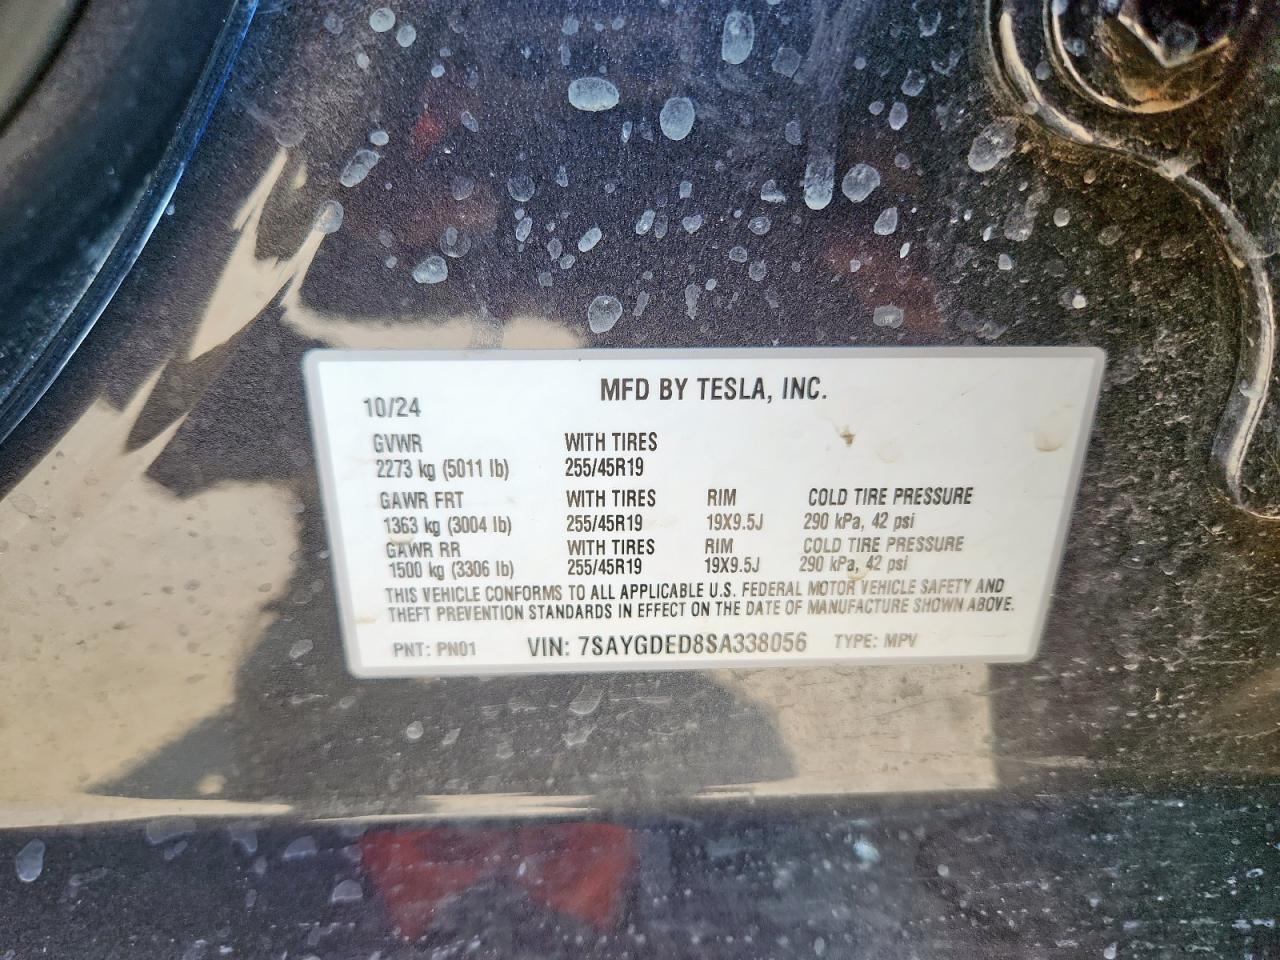 MFD BY TESLA, INC.
10/24
GVWR WITH TIRES
2273 kg (5011 lb) 255/45R19
GAWR FRT WITH TIRES RIM COLD TIRE PRESSURE
1363 kg (3004 lb) 255/45R19 19X9.5J 290 kPa, 42 psi
GAWR RR WITH TIRES RIM COLD TIRE PRESSURE
1500 kg (3306 lb) 255/45R19 19X9.5J 290 kPa, 42 psi
THIS VEHICLE CONFORMS TO ALL APPLICABLE U.S. FEDERAL MOTOR VEHICLE SAFETY AND
THEFT PREVENTION STANDARDS IN EFFECT ON THE DATE OF MANUFACTURE SHOWN ABOVE.
PNT: PN01 VIN: 7SAYGDED8SA338056 TYPE: MPV